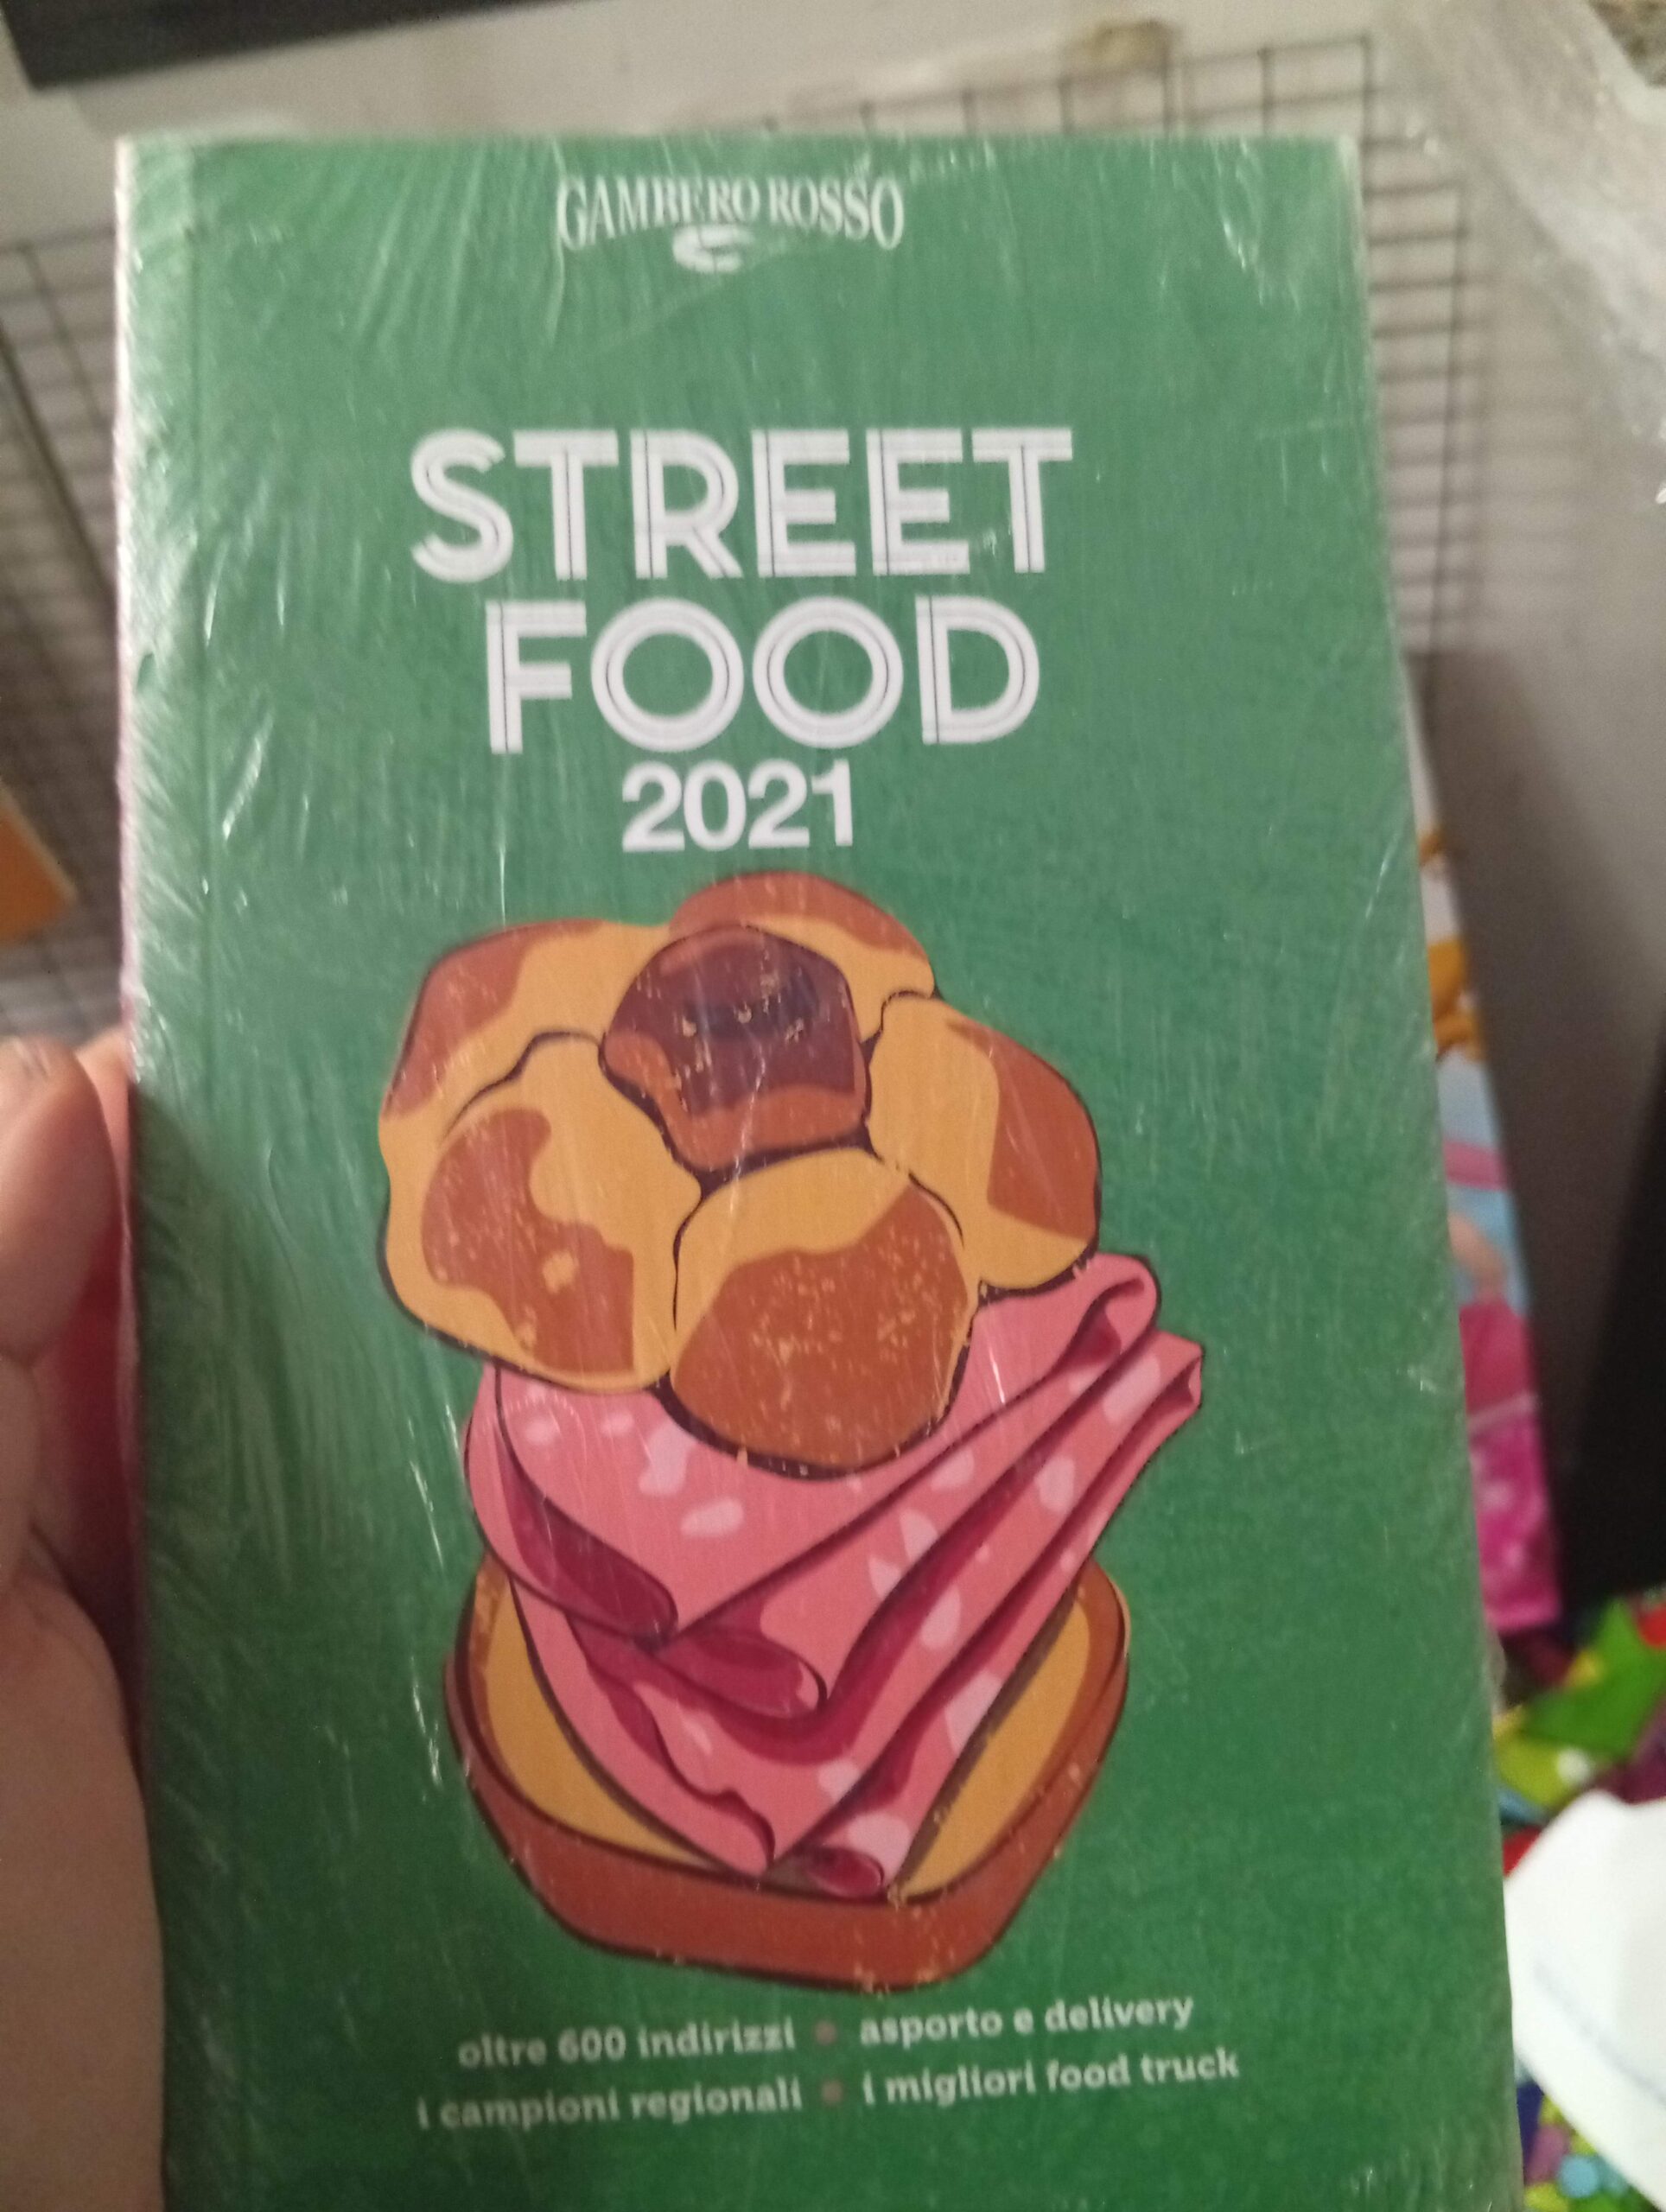 GAMBERO ROSSO
STREET
FOOD
2021
oltre 600 indirizzi • asporto e delivery
i campioni regionali • i migliori food truck